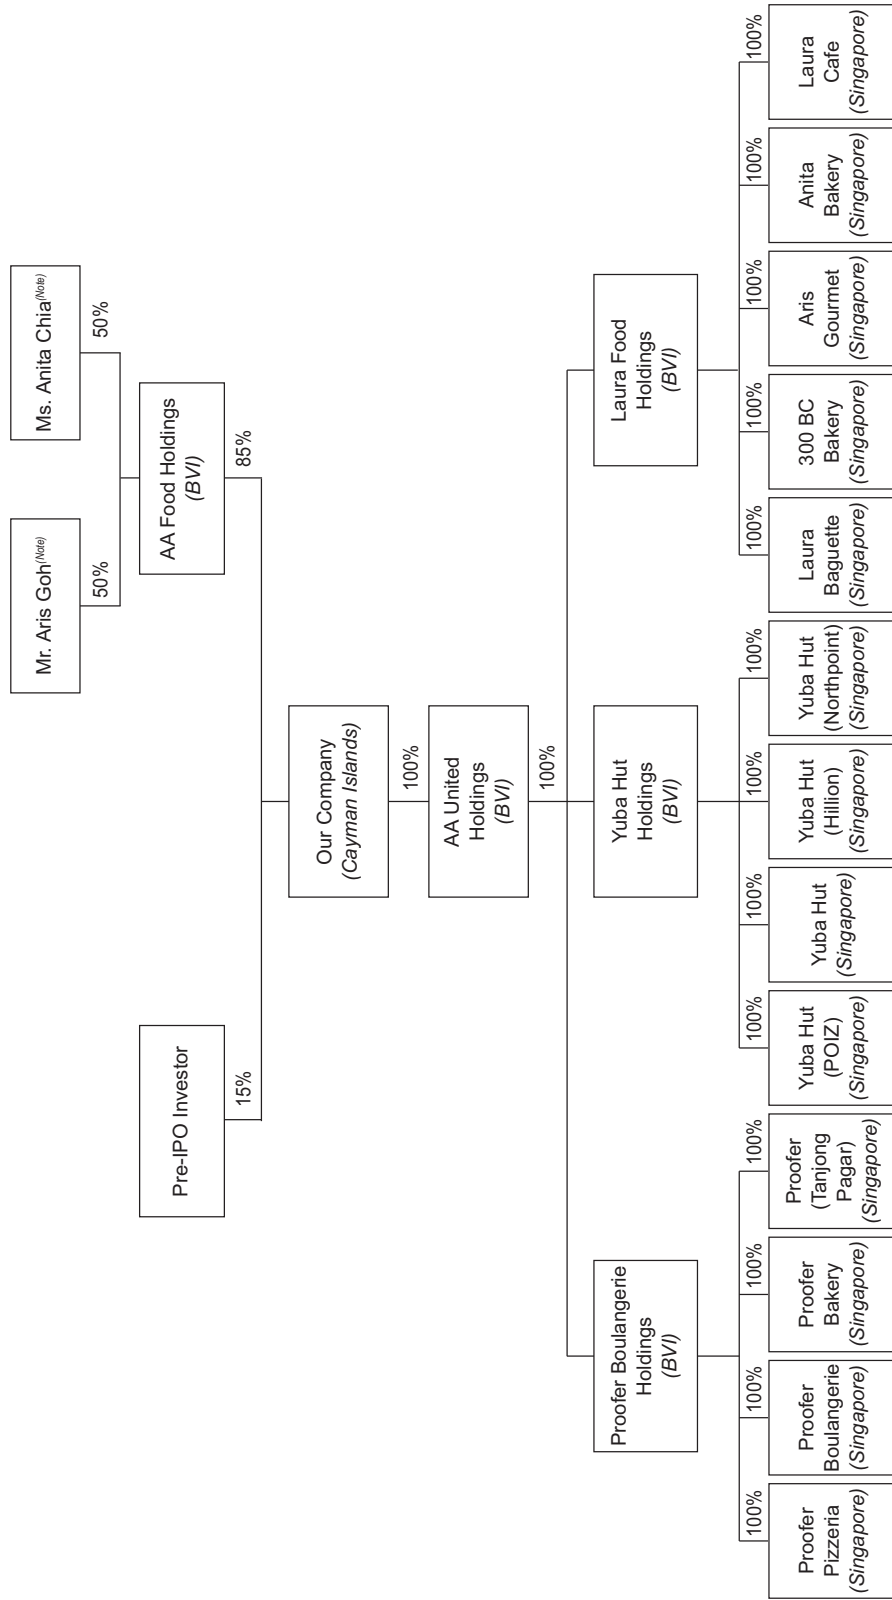 Mr. Aris Goh(Note)
Ms. Anita Chia(Note)
50%
50%
Pre-IPO Investor
AA Food Holdings
(BVI)
15%
85%
Our Company
(Cayman Islands)
100%
AA United
Holdings
(BVI)
100%
Proofer Boulangerie
Holdings
(BVI)
Yuba Hut
Holdings
(BVI)
Laura Food
Holdings
(BVI)
100%
100%
100%
100%
100%
100%
100%
100%
100%
100%
100%
100%
100%
Proofer
Pizzeria
(Singapore)
Proofer
Boulangerie
(Singapore)
Proofer
Bakery
(Singapore)
Proofer
(Tanjong
Pagar)
(Singapore)
Yuba Hut
(POIZ)
(Singapore)
Yuba Hut
(Singapore)
Yuba Hut
(Hillion)
(Singapore)
Yuba Hut
(Northpoint)
(Singapore)
Laura
Baguette
(Singapore)
300 BC
Bakery
(Singapore)
Aris
Gourmet
(Singapore)
Anita
Bakery
(Singapore)
Laura
Cafe
(Singapore)